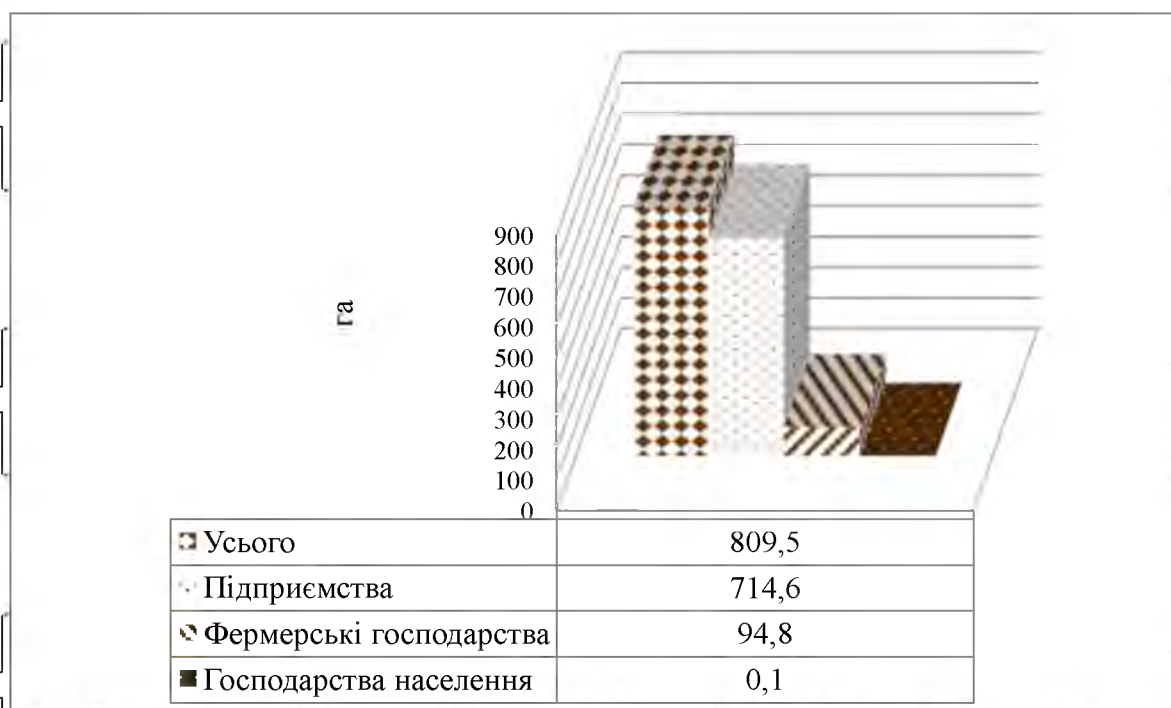 га
900
800
700
600
500
400
300
200
100
0
Усього 809,5
Підприємства 714,6
Фермерські господарства 94,8
Господарства населення 0,1